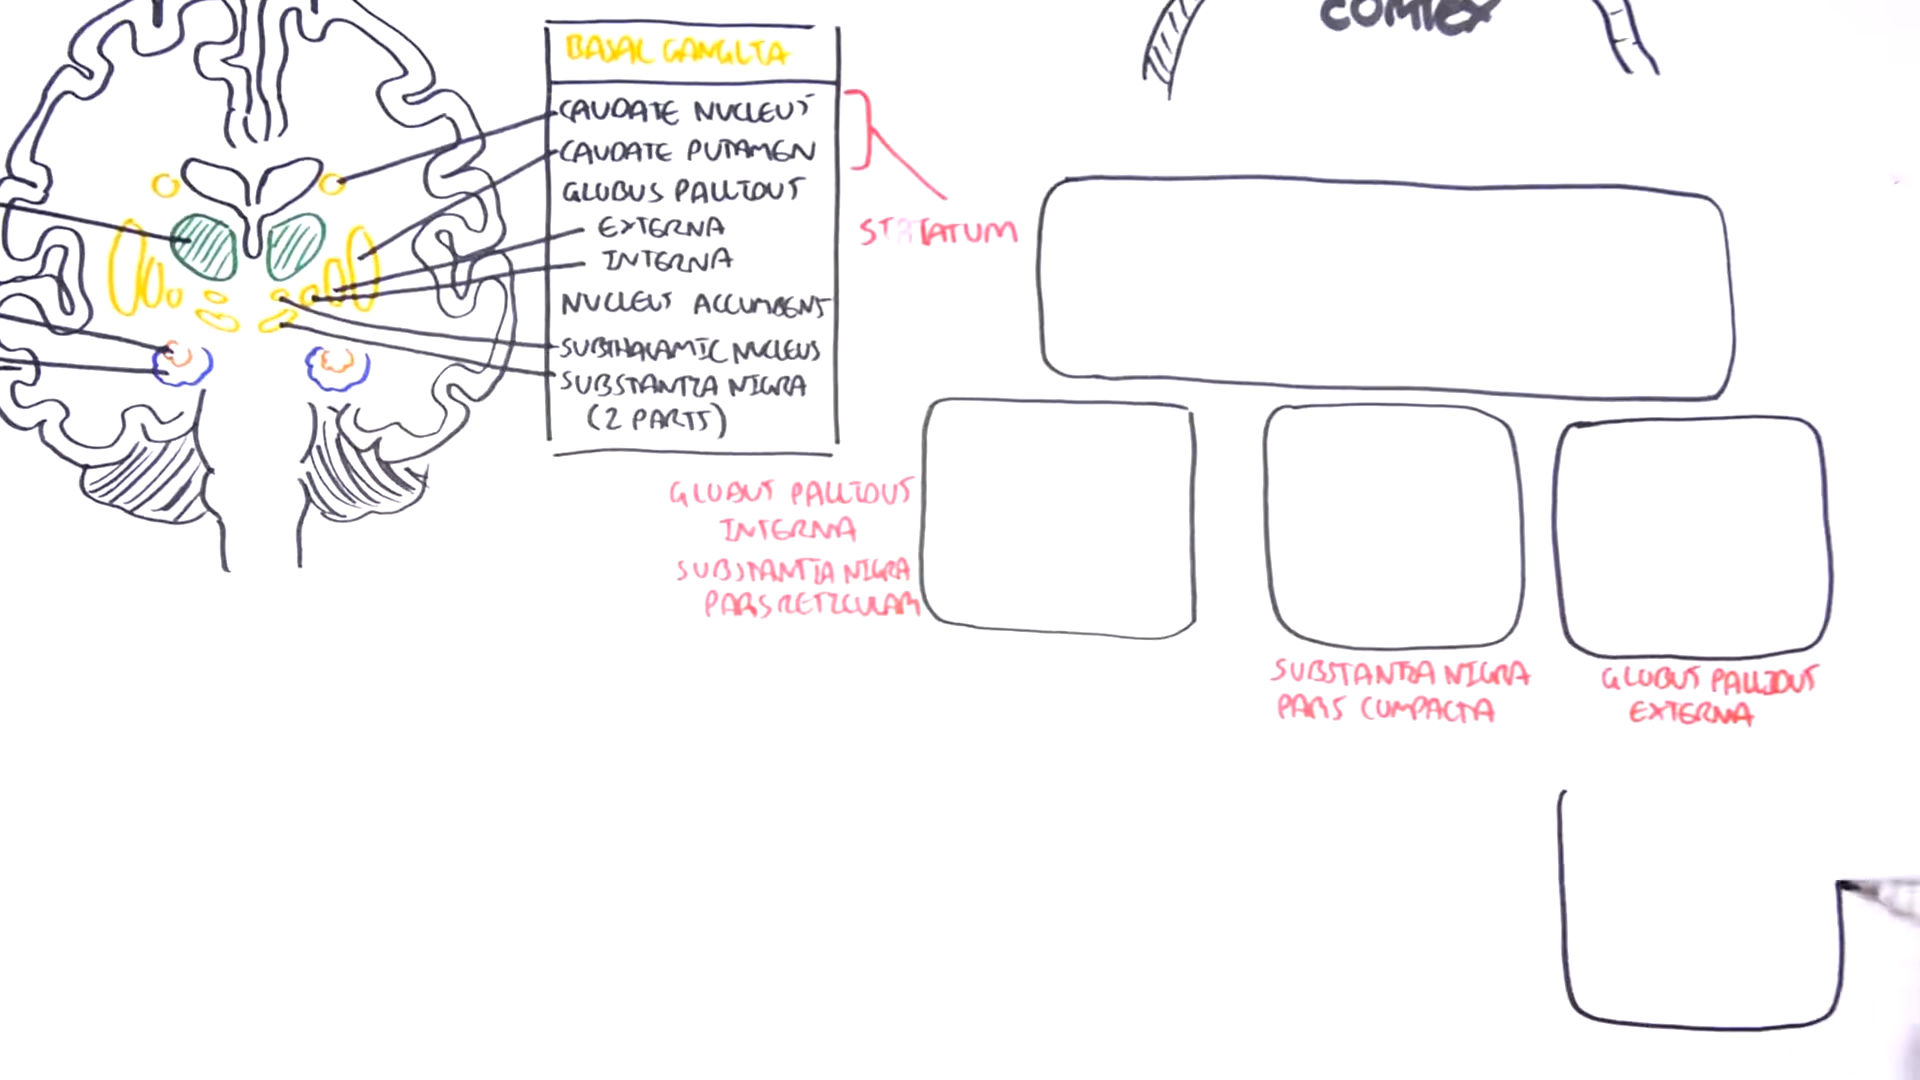 CORTEX
BASAL GANGLIA
CAUDATE NUCLEUS
CAUDATE PUTAMEN
GLOBUS PALLIDUS
EXTERNA
INTERNA
NUCLEUS ACCUMBENS
SUBTHALAMIC NUCLEUS
SUBSTANTIA NIGRA
(2 PARTS)
STRIATUM
GLOBUS PALLIDUS
INTERNA
SUBSTANTIA NIGRA
PARS RETICULAR
SUBSTANTIA NIGRA
PARS COMPACTA
GLOBUS PALLIDUS
EXTERNA